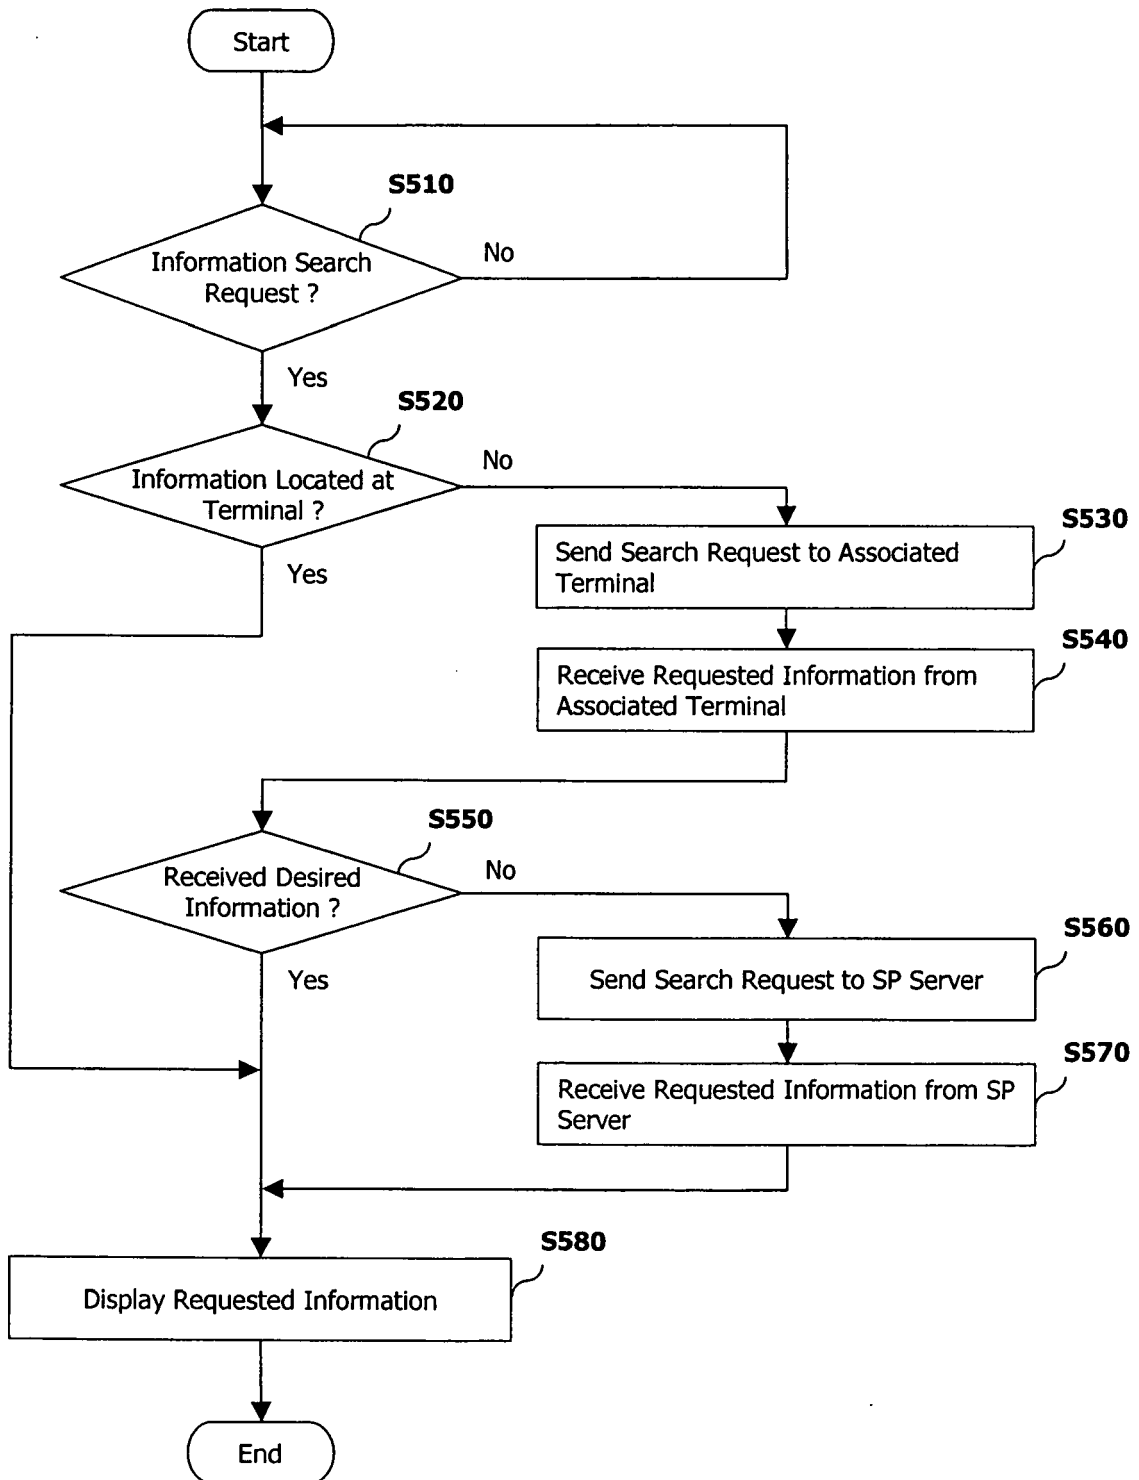 Start
S510
Information Search
Request ?
No
Yes
S520
Information Located at
Terminal ?
No
Yes
S530
Send Search Request to Associated
Terminal
S540
Receive Requested Information from
Associated Terminal
S550
Received Desired
Information ?
No
Yes
S560
Send Search Request to SP Server
S570
Receive Requested Information from SP
Server
S580
Display Requested Information
End